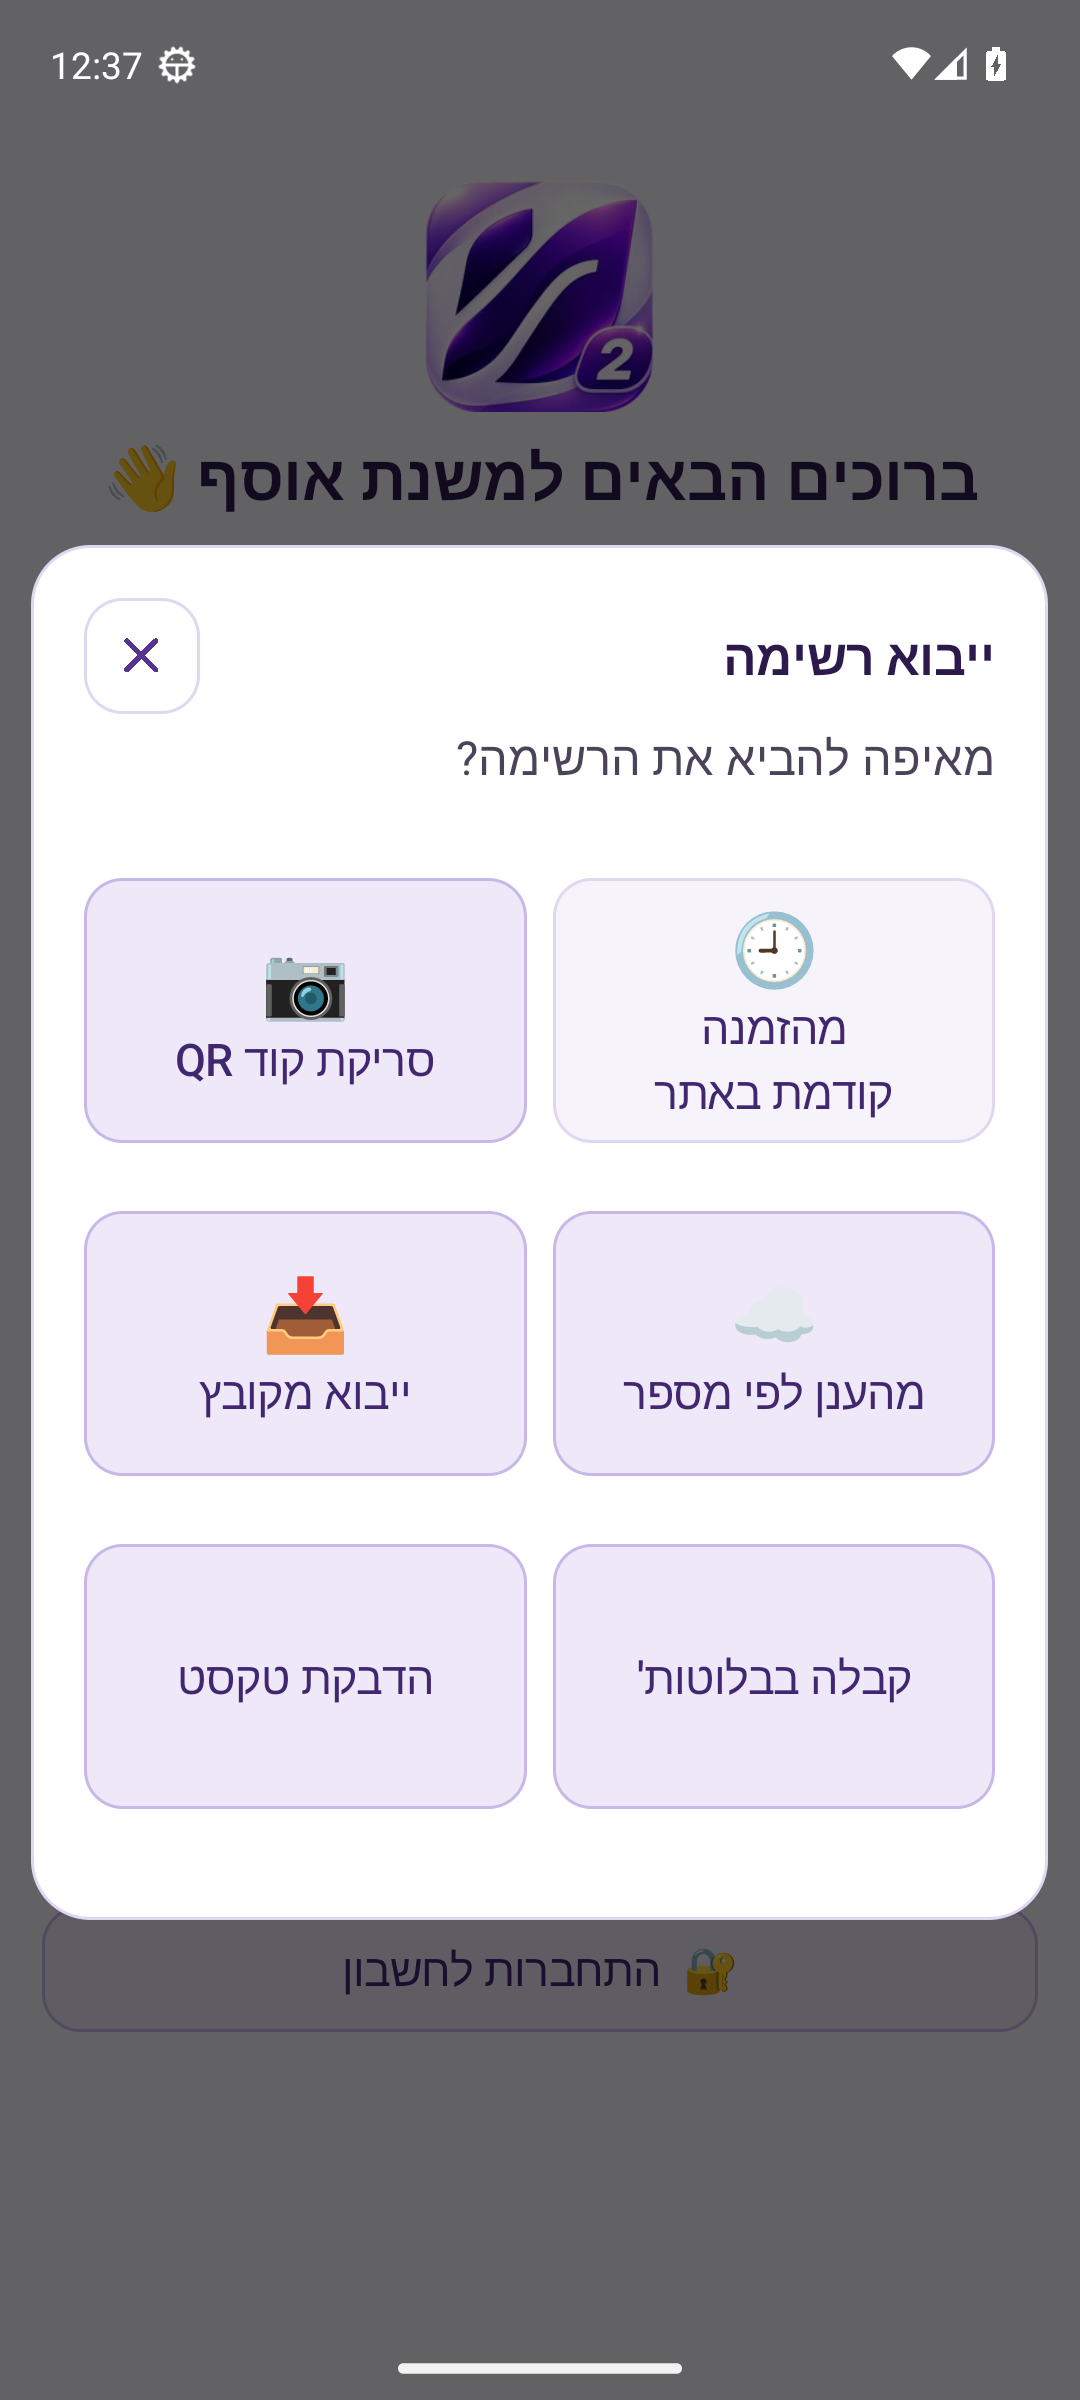 12:37
2
ברוכים הבאים למשנת אוסף 👋
ייבוא רשימה
מאיפה להביא את הרשימה?
מהזמנה
קודמת באתר
סריקת קוד QR
מהענן לפי מספר
ייבוא מקובץ
קבלה בבלוטות'
הדבקת טקסט
🔐 התחברות לחשבון